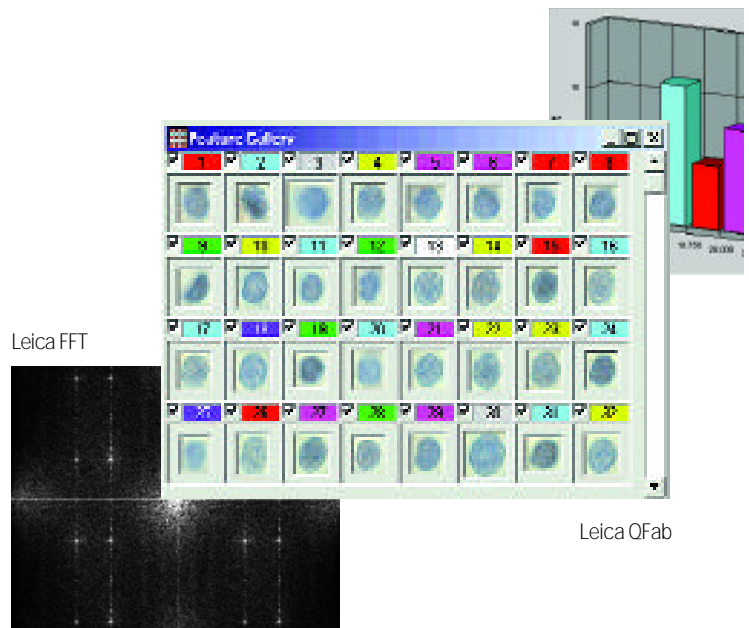 Feature Gallery
1 2 3 4 5 6 7 8
9 10 11 12 13 14 15 16
17 18 19 20 21 22 23 24
25 26 27 28 29 30 31 32
Leica FFT
Leica QFab